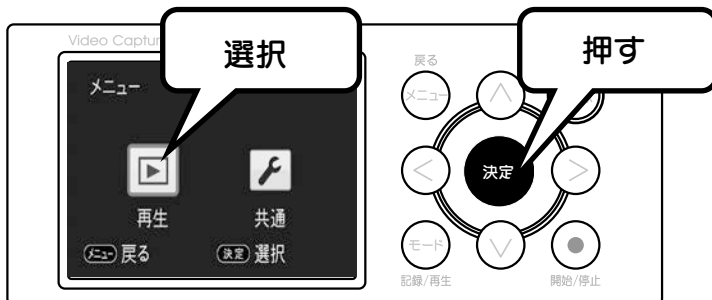 Video Captur
選択
押す
戻る
メニュー
メニュー
再生
共通
メニュー 戻る
決定 選択
決定
モード
記録/再生
開始/停止